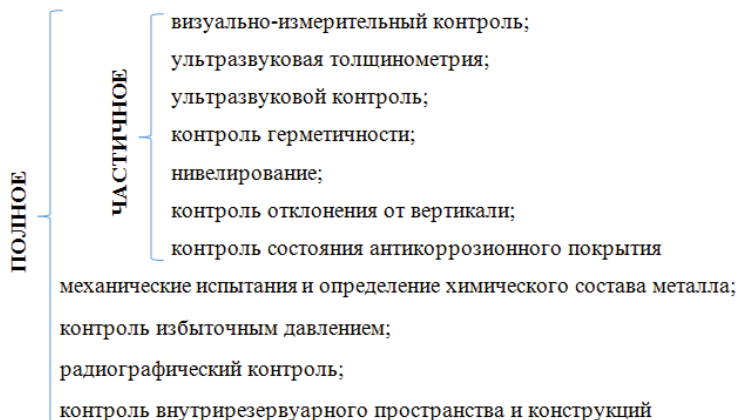 ПОЛНОЕ
ЧАСТИЧНОЕ
визуально-измерительный контроль;
ультразвуковая толщинометрия;
ультразвуковой контроль;
контроль герметичности;
нивелирование;
контроль отклонения от вертикали;
контроль состояния антикоррозионного покрытия
механические испытания и определение химического состава металла;
контроль избыточным давлением;
радиографический контроль;
контроль внутрирезервуарного пространства и конструкций